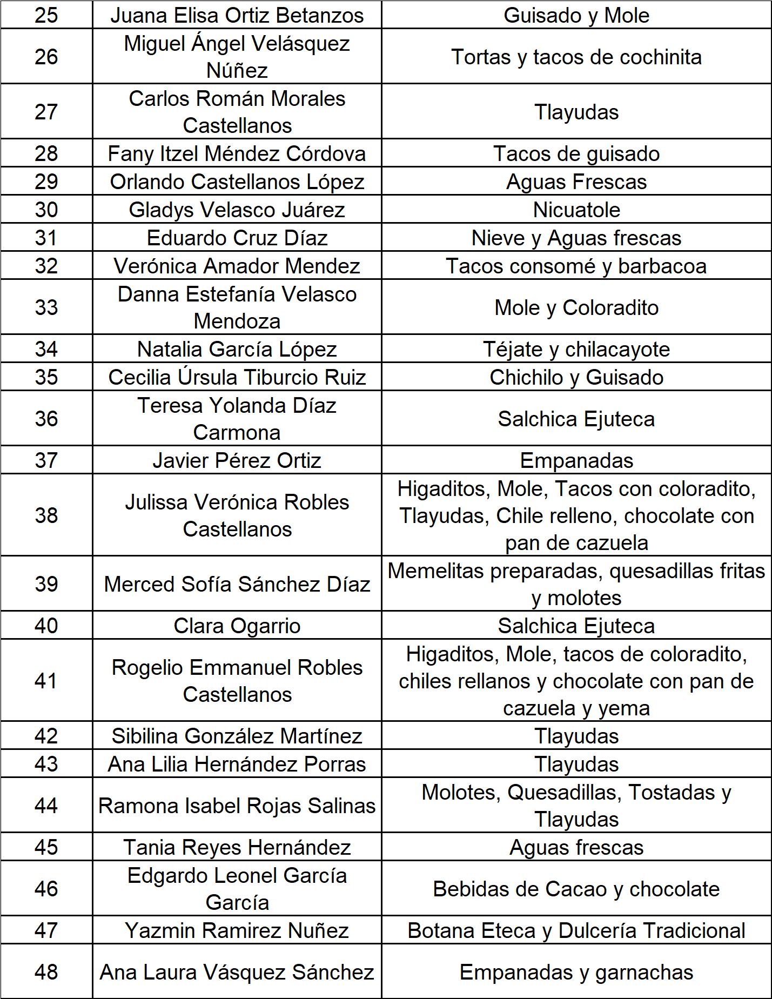 25 Juana Elisa Ortiz Betanzos Guisado y Mole
26 Miguel Ángel Velásquez
Núñez Tortas y tacos de cochinita
27 Carlos Román Morales
Castellanos Tlayudas
28 Fany Itzel Méndez Córdova Tacos de guisado
29 Orlando Castellanos López Aguas Frescas
30 Gladys Velasco Juárez Nicuatole
31 Eduardo Cruz Díaz Nieve y Aguas frescas
32 Verónica Amador Mendez Tacos consomé y barbacoa
33 Danna Estefanía Velasco
Mendoza Mole y Coloradito
34 Natalia García López Téjate y chilacayote
35 Cecilia Úrsula Tiburcio Ruiz Chichilo y Guisado
36 Teresa Yolanda Díaz
Carmona Salchica Ejuteca
37 Javier Pérez Ortiz Empanadas
38 Julissa Verónica Robles
Castellanos Higaditos, Mole, Tacos con coloradito,
Tlayudas, Chile relleno, chocolate con
pan de cazuela
39 Merced Sofía Sánchez Díaz Memelitas preparadas, quesadillas fritas
y molotes
40 Clara Ogarrio Salchica Ejuteca
41 Rogelio Emmanuel Robles
Castellanos Higaditos, Mole, tacos de coloradito,
chiles rellanos y chocolate con pan de
cazuela y yema
42 Sibilina González Martínez Tlayudas
43 Ana Lilia Hernández Porras Tlayudas
44 Ramona Isabel Rojas Salinas Molotes, Quesadillas, Tostadas y
Tlayudas
45 Tania Reyes Hernández Aguas frescas
46 Edgardo Leonel García
García Bebidas de Cacao y chocolate
47 Yazmin Ramirez Nuñez Botana Eteca y Dulcería Tradicional
48 Ana Laura Vásquez Sánchez Empanadas y garnachas